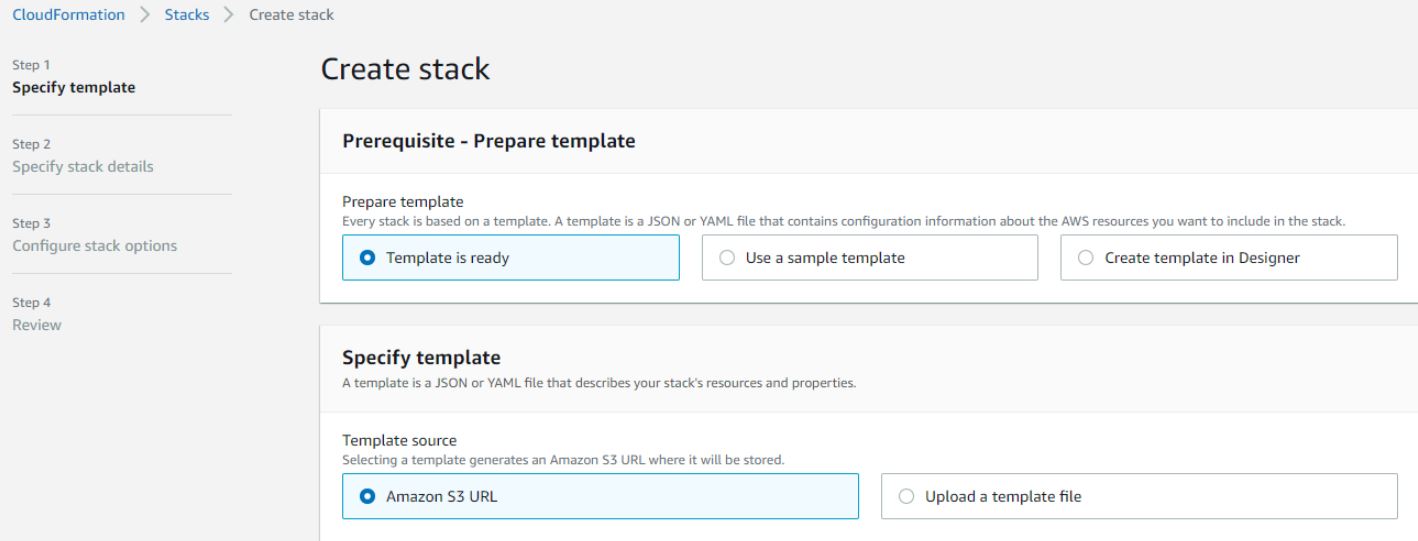 CloudFormation > Stacks > Create stack
Step 1
Specify template
Step 2
Specify stack details
Step 3
Configure stack options
Step 4
Review
Create stack
Prerequisite - Prepare template
Prepare template
Every stack is based on a template. A template is a JSON or YAML file that contains configuration information about the AWS resources you want to include in the stack.
Template is ready
Use a sample template
Create template in Designer
Specify template
A template is a JSON or YAML file that describes your stack's resources and properties.
Template source
Selecting a template generates an Amazon S3 URL where it will be stored.
Amazon S3 URL
Upload a template file